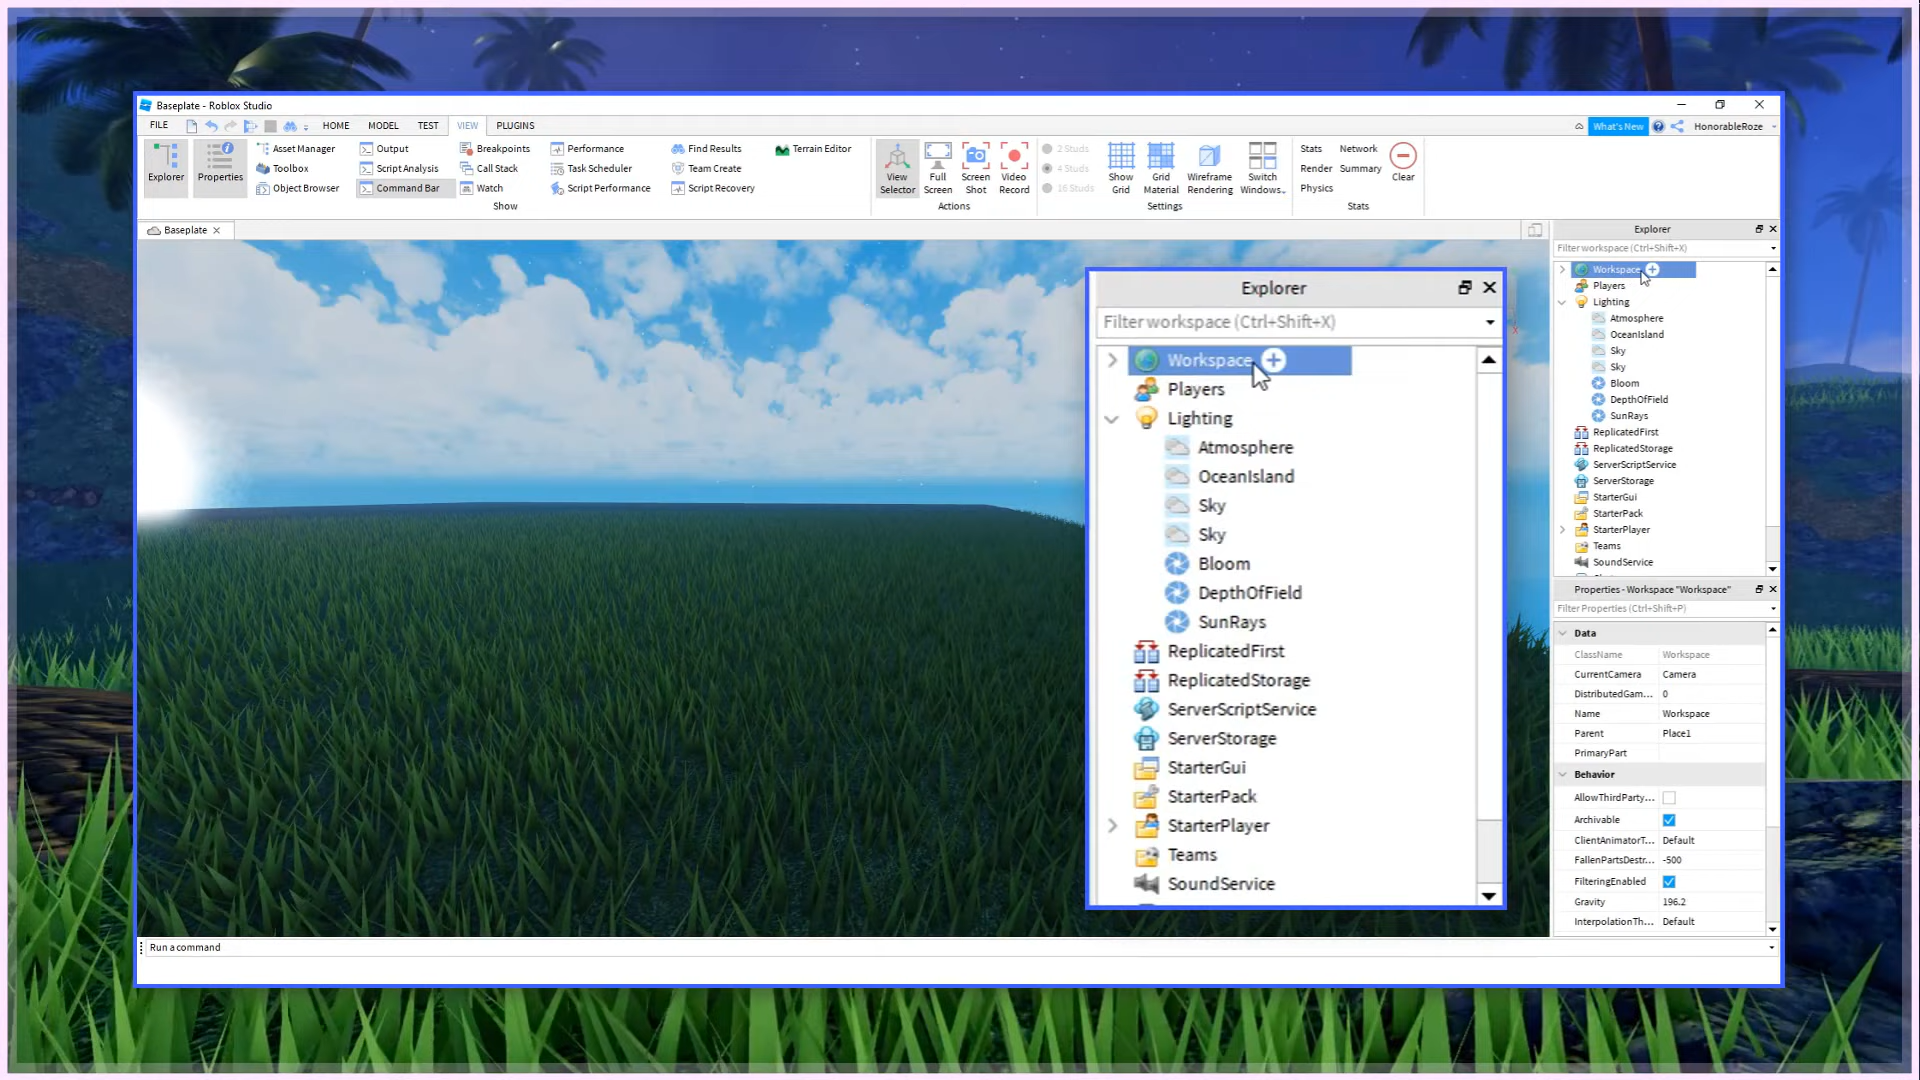 Baseplate - Roblox Studio
FILE HOME MODEL TEST VIEW PLUGINS What's New HonorableRoze
Explorer
Properties
Asset Manager
Toolbox
Object Browser
Output
Script Analysis
Command Bar
Breakpoints
Call Stack
Watch
Performance
Task Scheduler
Script Performance
Find Results
Team Create
Script Recovery
Terrain Editor
Show
View
Selector
Full
Screen
Screen
Shot
Video
Record
Actions
2 Studs
4 Studs
16 Studs
Show
Grid
Grid
Material
Wireframe
Rendering
Switch
Windows..
Settings
Stats
Render
Physics
Network
Summary
Clear
Stats
Baseplate
Explorer
Filter workspace (Ctrl+Shift+X)
Workspace
Players
Lighting
Atmosphere
OceanIsland
Sky
Sky
Bloom
DepthOfField
SunRays
ReplicatedFirst
ReplicatedStorage
ServerScriptService
ServerStorage
StarterGui
StarterPack
StarterPlayer
Teams
SoundService
Explorer
Filter workspace (Ctrl+Shift+X)
Workspace
Players
Lighting
Atmosphere
OceanIsland
Sky
Sky
Bloom
DepthOfField
SunRays
ReplicatedFirst
ReplicatedStorage
ServerScriptService
ServerStorage
StarterGui
StarterPack
StarterPlayer
Teams
SoundService
Properties - Workspace "Workspace"
Filter Properties (Ctrl+Shift+P)
Data
ClassName Workspace
CurrentCamera Camera
DistributedGam... 0
Name Workspace
Parent Place1
PrimaryPart
Behavior
AllowThirdParty...
Archivable
ClientAnimatorT... Default
FallenPartsDestr... -500
FilteringEnabled
Gravity 196.2
InterpolationTh... Default
Run a command